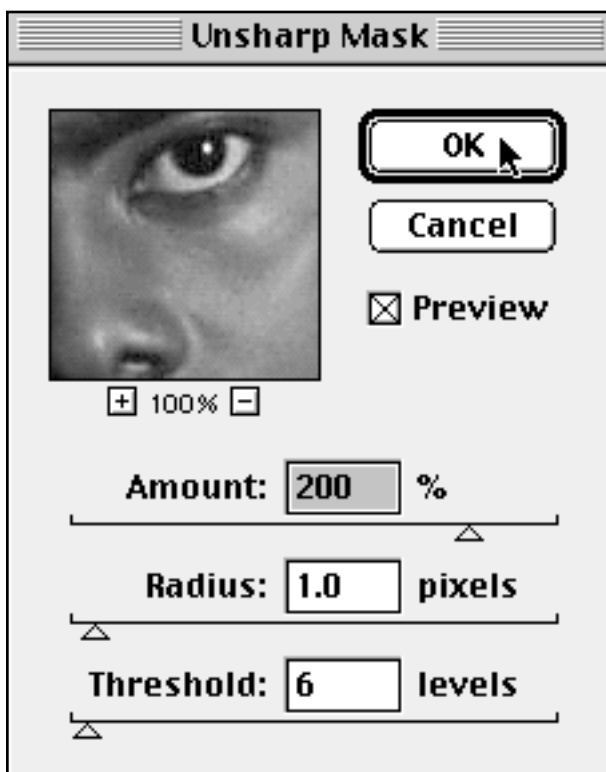 Unsharp Mask
OK
Cancel
Preview
+ 100% -
Amount: 200 %
Radius: 1.0 pixels
Threshold: 6 levels